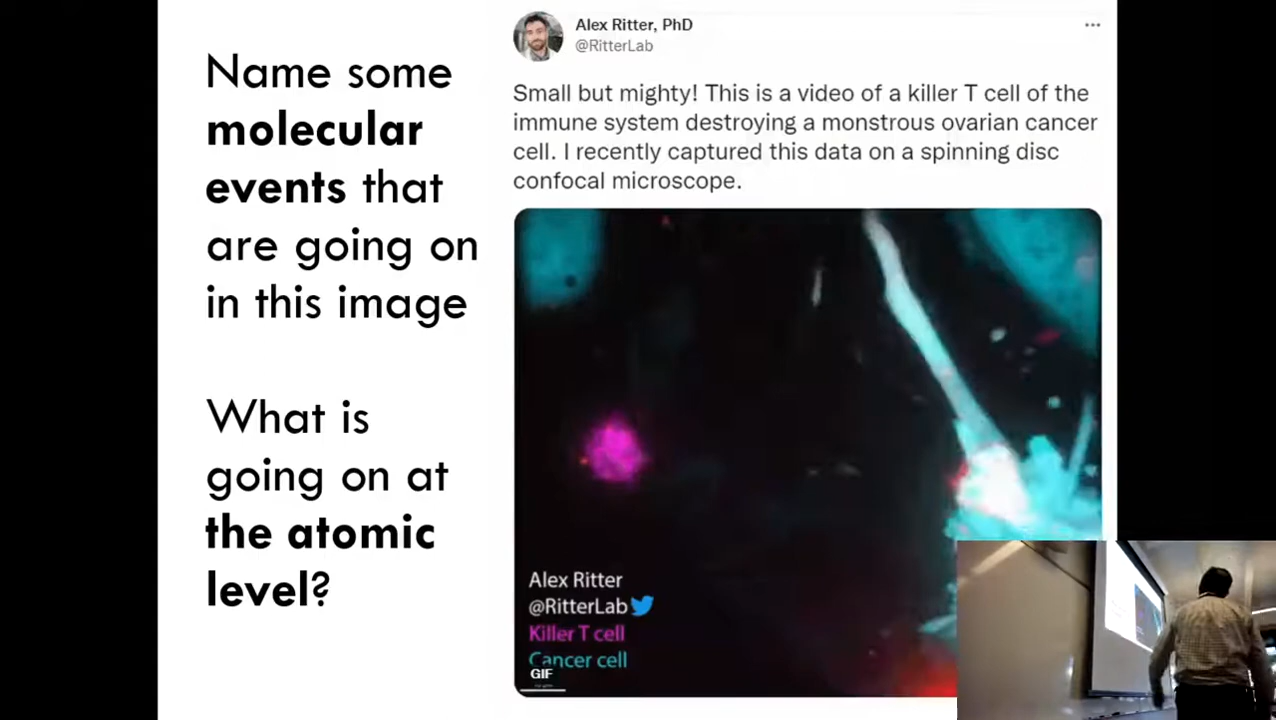 Name some
molecular
events that
are going on
in this image
What is
going on at
the atomic
level?
Alex Ritter, PhD
@RitterLab
Small but mighty! This is a video of a killer T cell of the
immune system destroying a monstrous ovarian cancer
cell. I recently captured this data on a spinning disc
confocal microscope.
Alex Ritter
@RitterLab
Killer T cell
Cancer cell
GIF